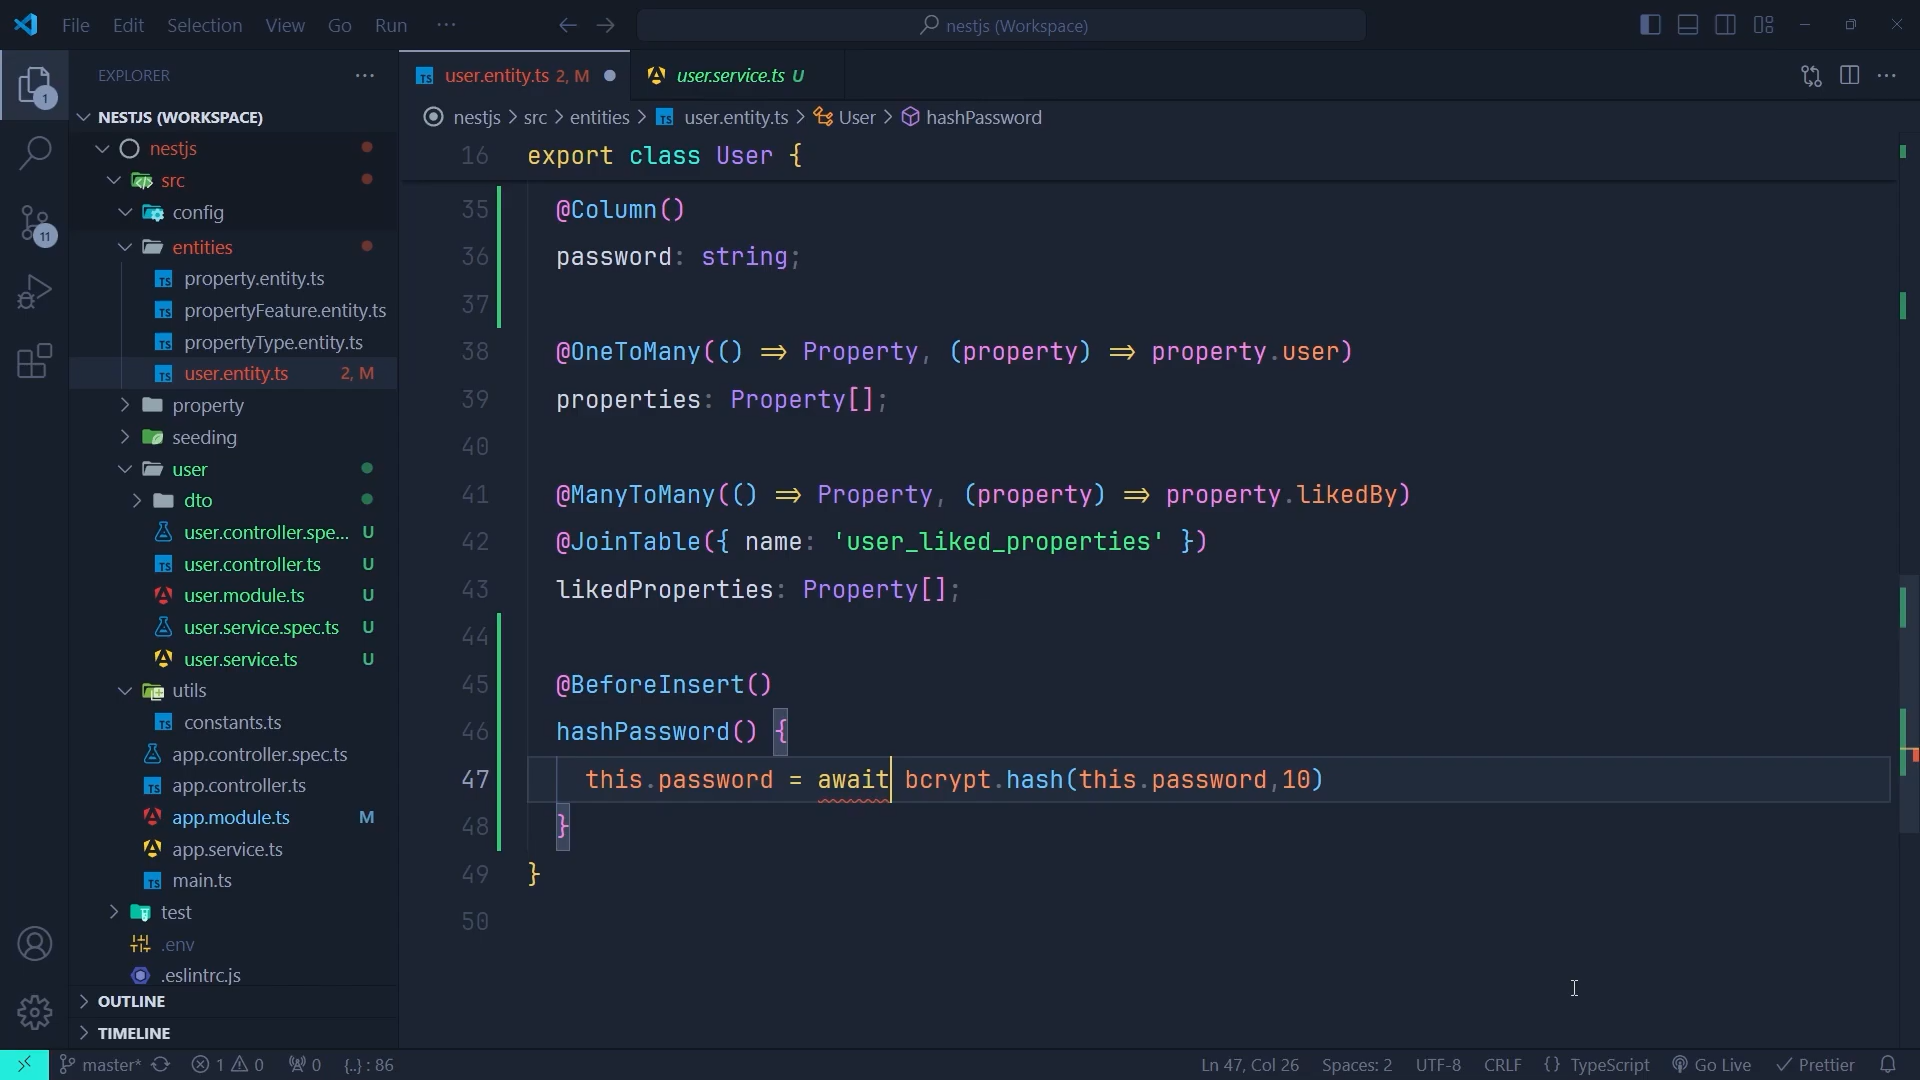 File Edit Selection View Go Run ···
nestjs (Workspace)
EXPLORER ···
user.entity.ts 2, M
user.service.ts U
NESTJS (WORKSPACE)
nestjs
src
config
entities
property.entity.ts
propertyFeature.entity.ts
propertyType.entity.ts
user.entity.ts 2, M
property
seeding
user
dto
user.controller.spe... U
user.controller.ts U
user.module.ts U
user.service.spec.ts U
user.service.ts U
utils
constants.ts
app.controller.spec.ts
app.controller.ts
app.module.ts M
app.service.ts
main.ts
test
.env
.eslintrc.js
OUTLINE
TIMELINE
1
11
nestjs > src > entities > TS user.entity.ts > User > hashPassword
16 export class User {
35 @Column()
36 password: string;
37
38 @OneToMany(() => Property, (property) => property.user)
39 properties: Property[];
40
41 @ManyToMany(() => Property, (property) => property.likedBy)
42 @JoinTable({ name: 'user_liked_properties' })
43 likedProperties: Property[];
44
45 @BeforeInsert()
46 hashPassword() {
47 this.password = await bcrypt.hash(this.password,10)
48 }
49 }
50
master* 1 0 0 {..} : 86
Ln 47, Col 26 Spaces: 2 UTF-8 CRLF {} TypeScript Go Live Prettier